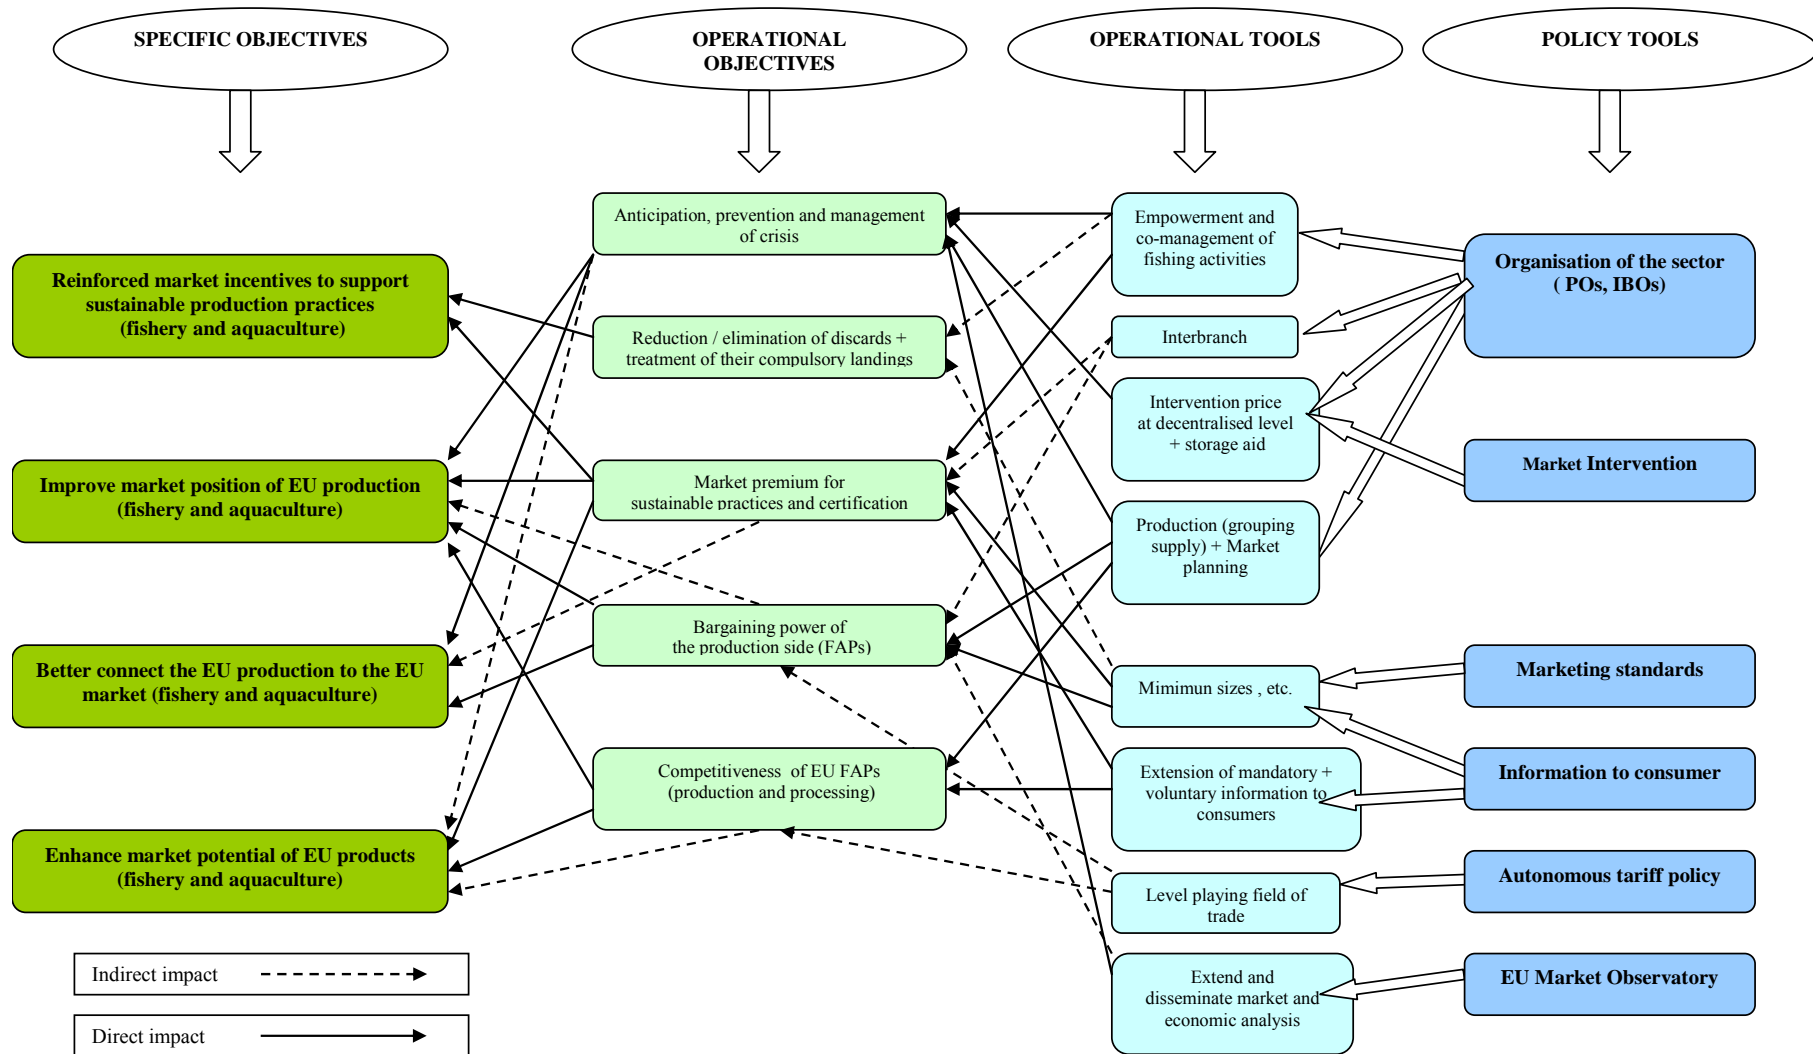 SPECIFIC OBJECTIVES
OPERATIONAL
OBJECTIVES
OPERATIONAL TOOLS
POLICY TOOLS
Reinforced market incentives to support
sustainable production practices
(fishery and aquaculture)
Improve market position of EU production
(fishery and aquaculture)
Better connect the EU production to the EU
market (fishery and aquaculture)
Enhance market potential of EU products
(fishery and aquaculture)
Anticipation, prevention and management
of crisis
Reduction / elimination of discards +
treatment of their compulsory landings
Market premium for
sustainable practices and certification
Bargaining power of
the production side (FAPs)
Competitiveness of EU FAPs
(production and processing)
Empowerment and
co-management of
fishing activities
Interbranch
Intervention price
at decentralised level
+ storage aid
Production (grouping
supply) + Market
planning
Mimimun sizes , etc.
Extension of mandatory +
voluntary information to
consumers
Level playing field of
trade
Extend and
disseminate market and
economic analysis
Organisation of the sector
( POs, IBOs)
Market Intervention
Marketing standards
Information to consumer
Autonomous tariff policy
EU Market Observatory
Indirect impact
Direct impact